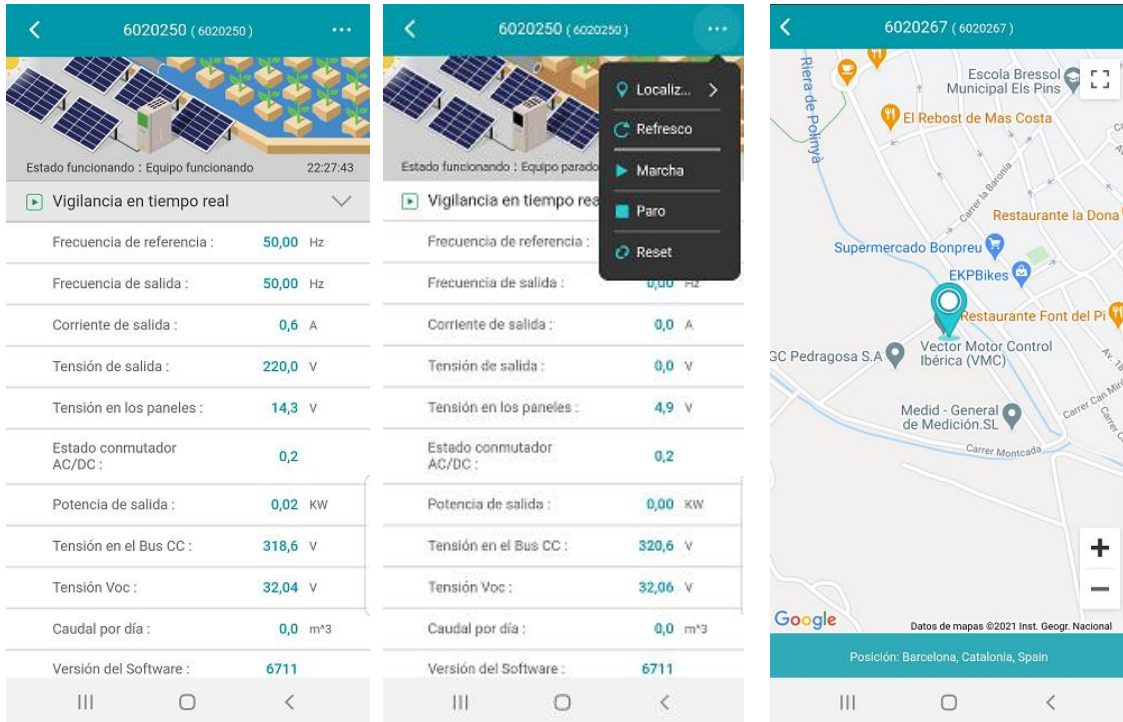 6020250 ( 6020250 )
Estado funcionando : Equipo funcionando 22:27:43
Vigilancia en tiempo real
Frecuencia de referencia : 50,00 Hz
Frecuencia de salida : 50,00 Hz
Corriente de salida : 0,6 A
Tensión de salida : 220,0 V
Tensión en los paneles : 14,3 V
Estado conmutador
AC/DC : 0,2
Potencia de salida : 0,02 KW
Tensión en el Bus CC : 318,6 V
Tensión Voc : 32,04 V
Caudal por día : 0,0 m^3
Versión del Software : 6711
6020250 ( 6020250 )
Localiz...
Refresco
Marcha
Paro
Reset
Estado funcionando : Equipo parado
Vigilancia en tiempo rea
Frecuencia de referencia :
Frecuencia de salida : 0,00 Hz
Corriente de salida : 0,0 A
Tensión de salida : 0,0 V
Tensión en los paneles : 4,9 V
Estado conmutador
AC/DC : 0,2
Potencia de salida : 0,00 KW
Tensión en el Bus CC : 320,6 V
Tensión Voc : 32,06 V
Caudal por día : 0,0 m^3
Versión del Software : 6711
6020267 ( 6020267 )
Riera de Polinyà
Escola Bressol
Municipal Els Pins
El Rebost de Mas Costa
Carrer la Baronia
Restaurante la Dona
Supermercado Bonpreu
EKPBikes
Restaurante Font del Pi
GC Pedragosa S.A
Vector Motor Control
Ibérica (VMC)
Carrer Can Miró
Medid - General
de Medición.SL
Carrer Montcada
Google
Datos de mapas ©2021 Inst. Geogr. Nacional
Posición: Barcelona, Catalonia, Spain